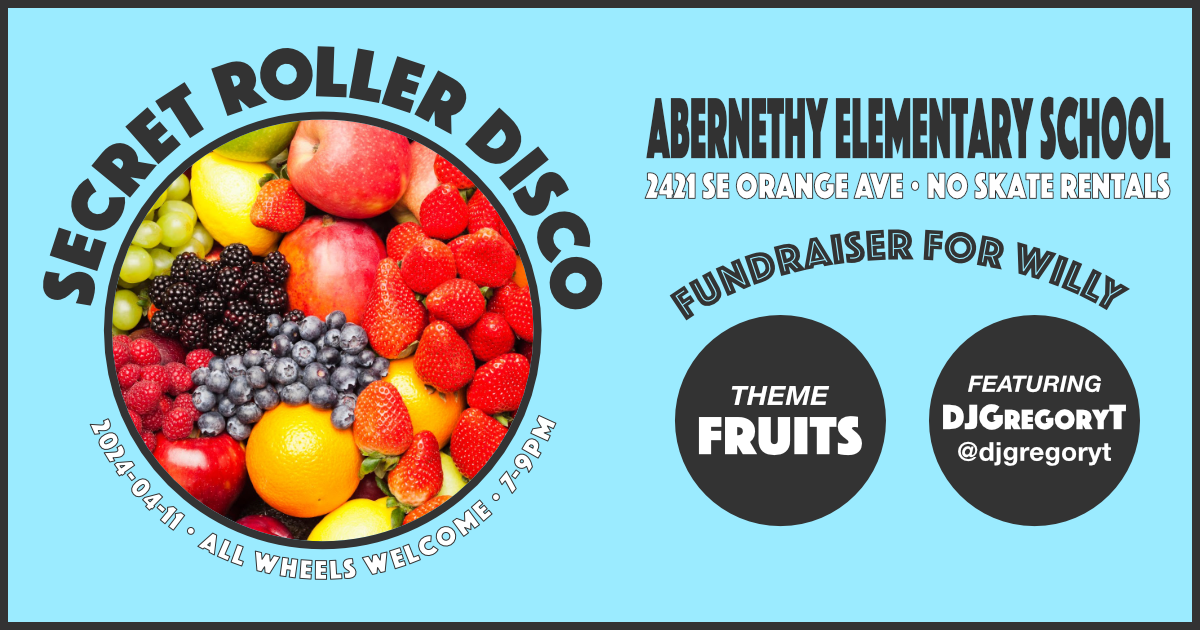 SECRET ROLLER DISCO
2024-04-11 • ALL WHEELS WELCOME • 7-9PM
ABERNETHY ELEMENTARY SCHOOL
2421 SE ORANGE AVE • NO SKATE RENTALS
FUNDRAISER FOR WILLY
THEME
FRUITS
FEATURING
DJGREGORYT
@djgregoryt